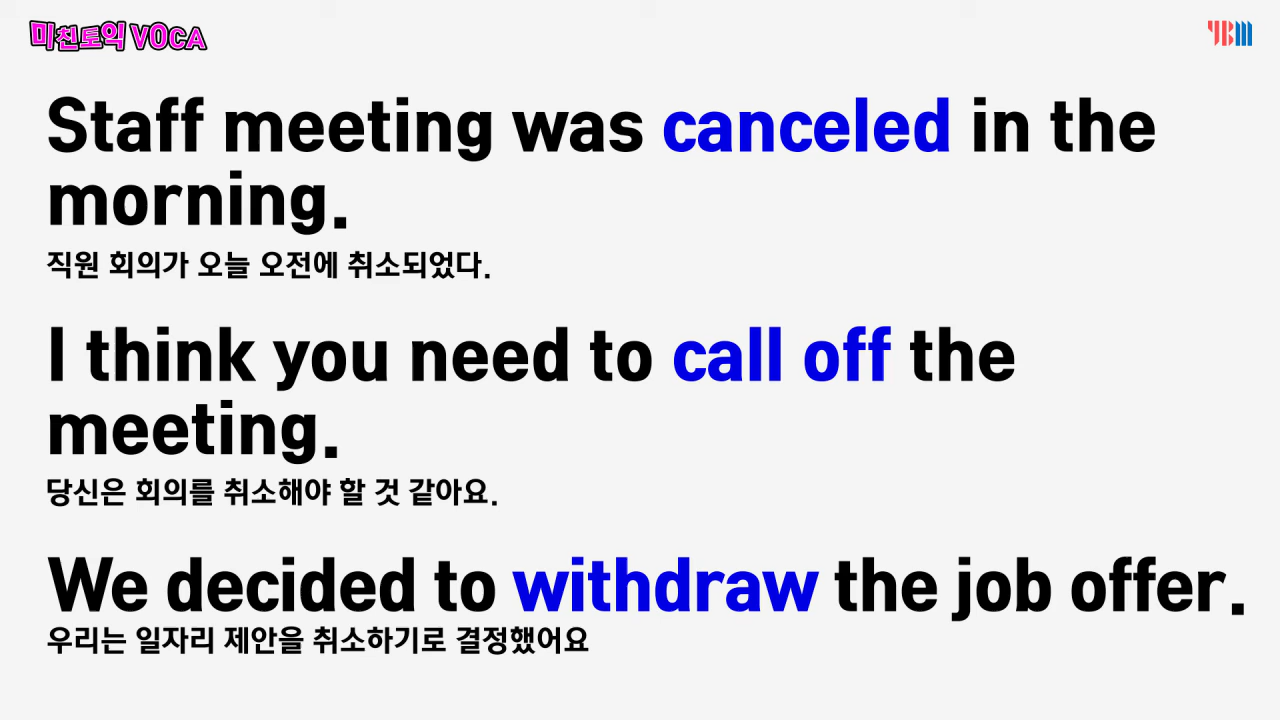 미친토익 VOCA
YBM
Staff meeting was canceled in the
morning.
직원 회의가 오늘 오전에 취소되었다.
I think you need to call off the
meeting.
당신은 회의를 취소해야 할 것 같아요.
We decided to withdraw the job offer.
우리는 일자리 제안을 취소하기로 결정했어요